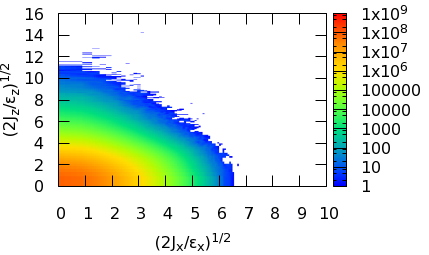 16
14
12
10
8
6
4
2
0
(2J_z/ε_z)^{1/2}
0 1 2 3 4 5 6 7 8 9 10
(2J_x/ε_x)^{1/2}
1x10^9
1x10^8
1x10^7
1x10^6
100000
10000
1000
100
10
1